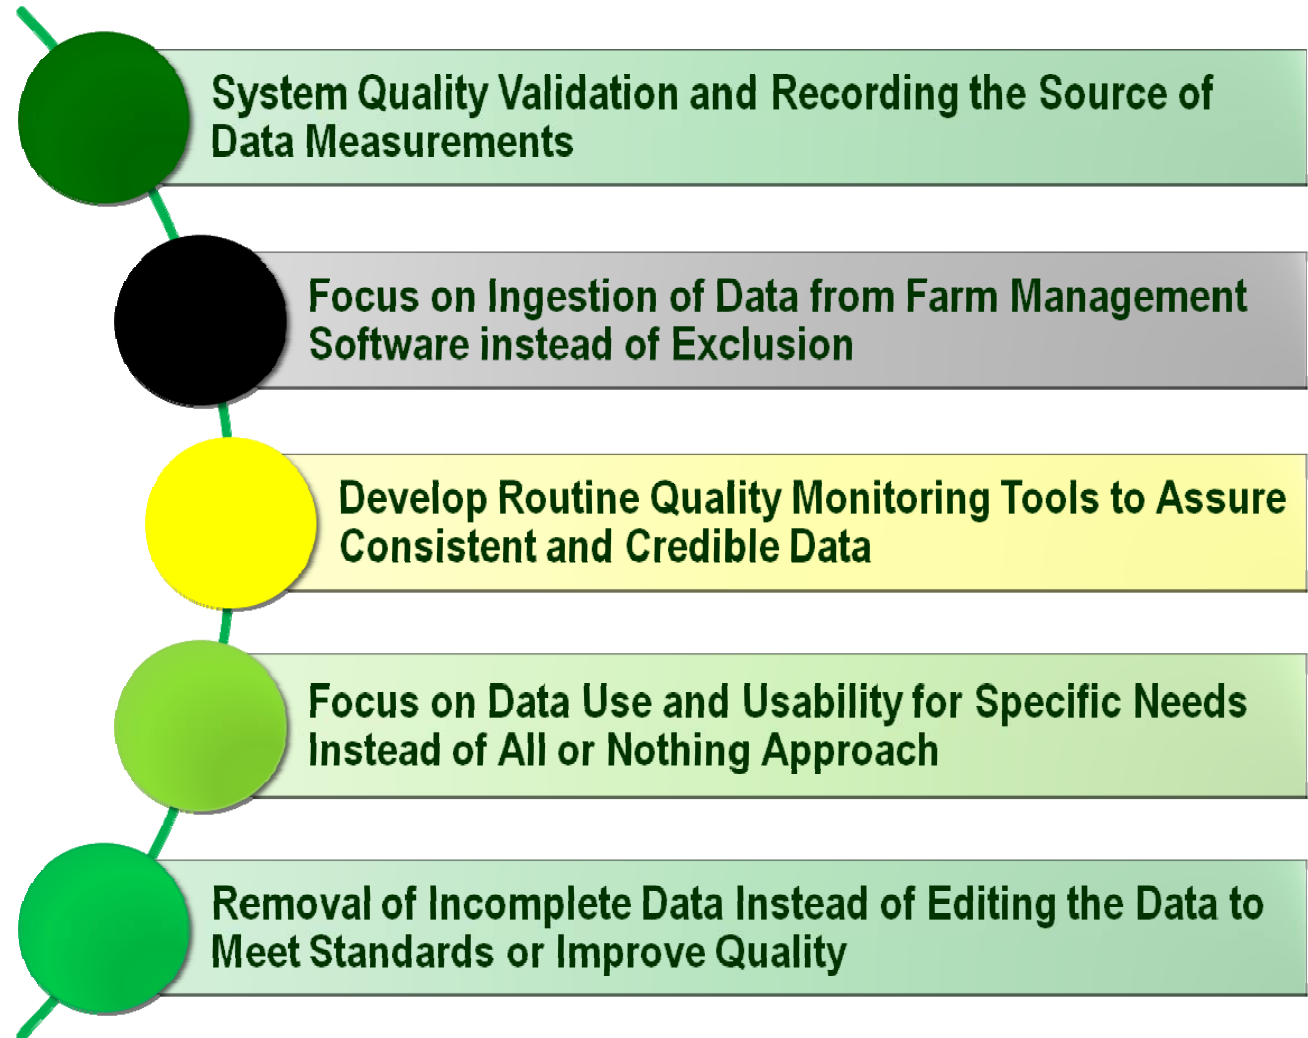 System Quality Validation and Recording the Source of
Data Measurements
Focus on Ingestion of Data from Farm Management
Software instead of Exclusion
Develop Routine Quality Monitoring Tools to Assure
Consistent and Credible Data
Focus on Data Use and Usability for Specific Needs
Instead of All or Nothing Approach
Removal of Incomplete Data Instead of Editing the Data to
Meet Standards or Improve Quality